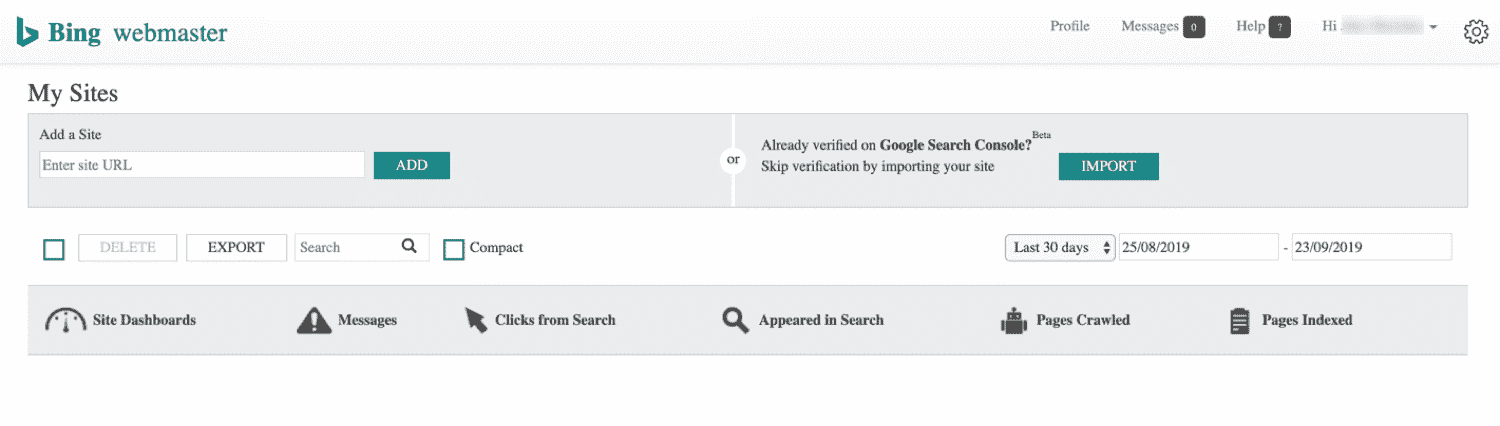 Bing webmaster
Profile Messages 0 Help ? Hi
My Sites
Add a Site
Enter site URL
ADD
or
Already verified on Google Search Console? Beta
Skip verification by importing your site
IMPORT
DELETE EXPORT Search Compact Last 30 days 25/08/2019 - 23/09/2019
Site Dashboards Messages Clicks from Search Appeared in Search Pages Crawled Pages Indexed